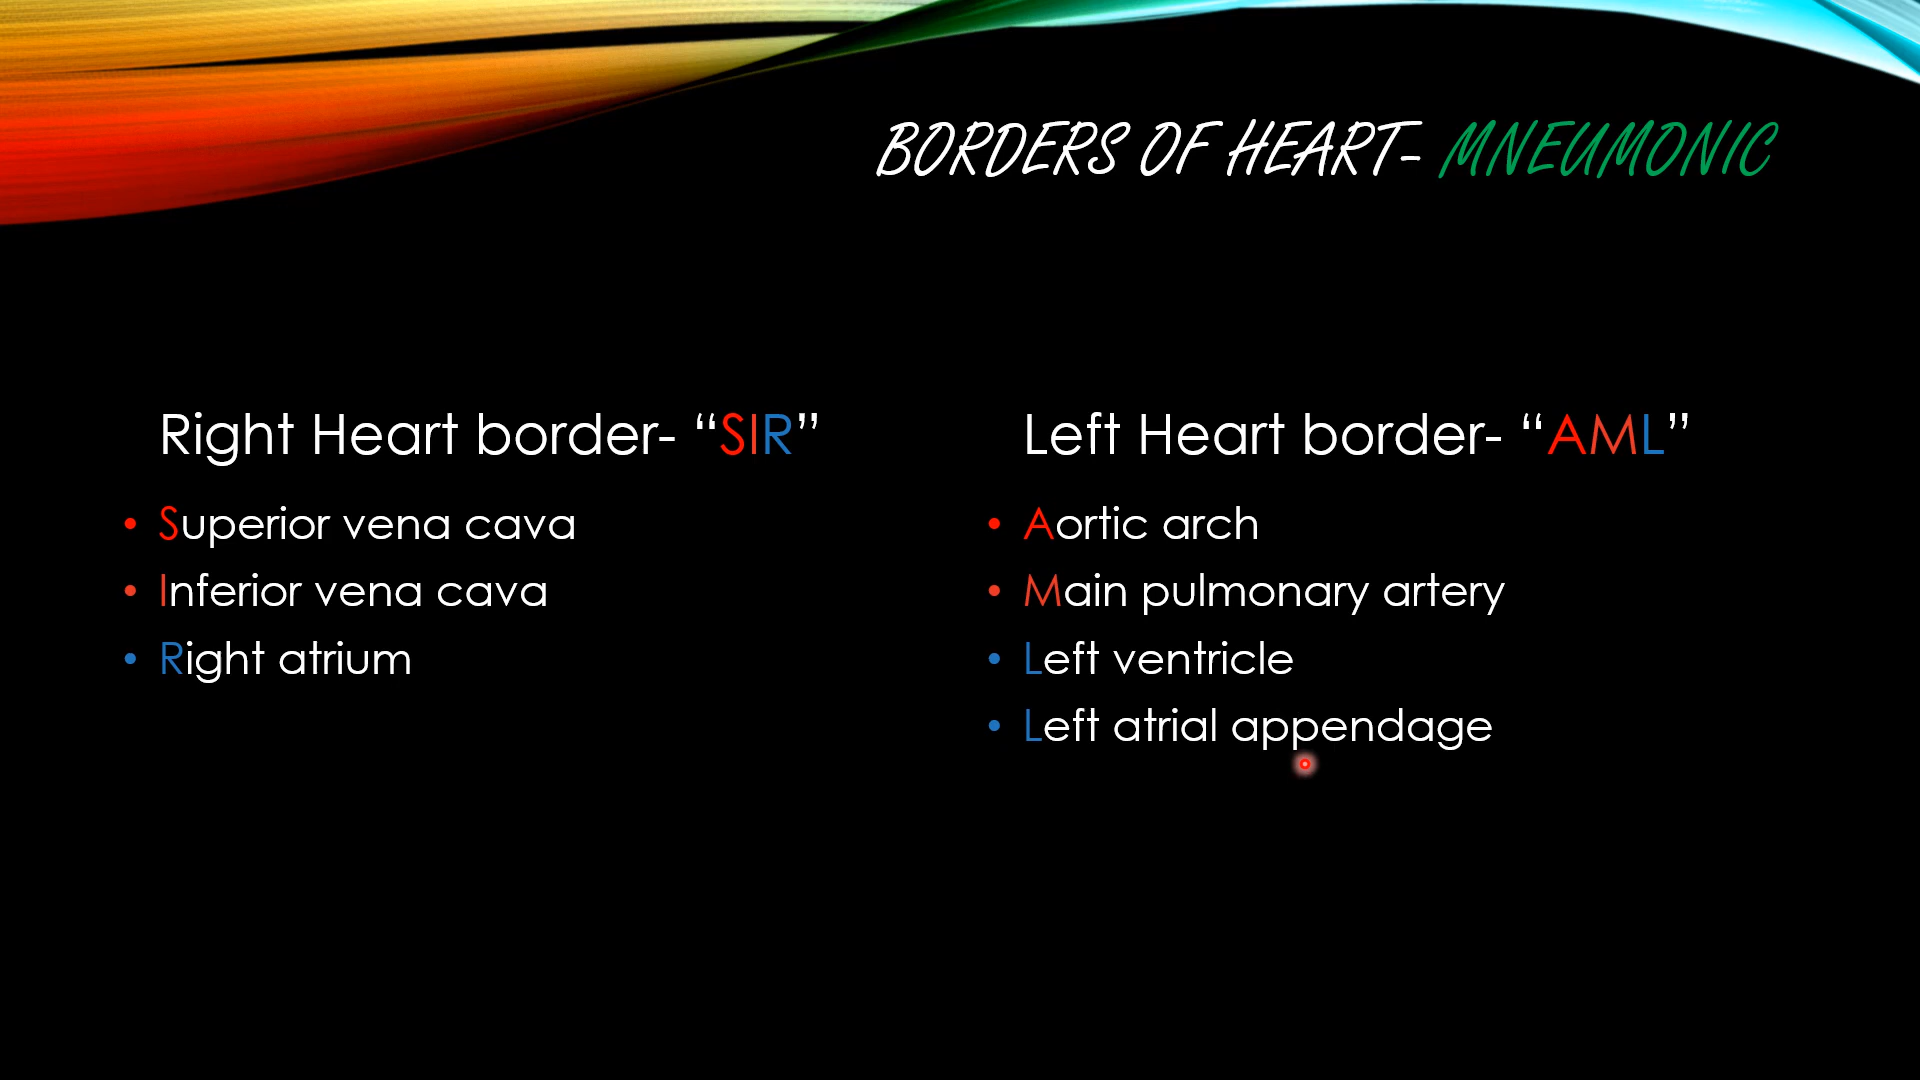 BORDERS OF HEART- MNEUMONIC
Right Heart border- “SIR”
• Superior vena cava
• Inferior vena cava
• Right atrium
Left Heart border- “AML”
• Aortic arch
• Main pulmonary artery
• Left ventricle
• Left atrial appendage